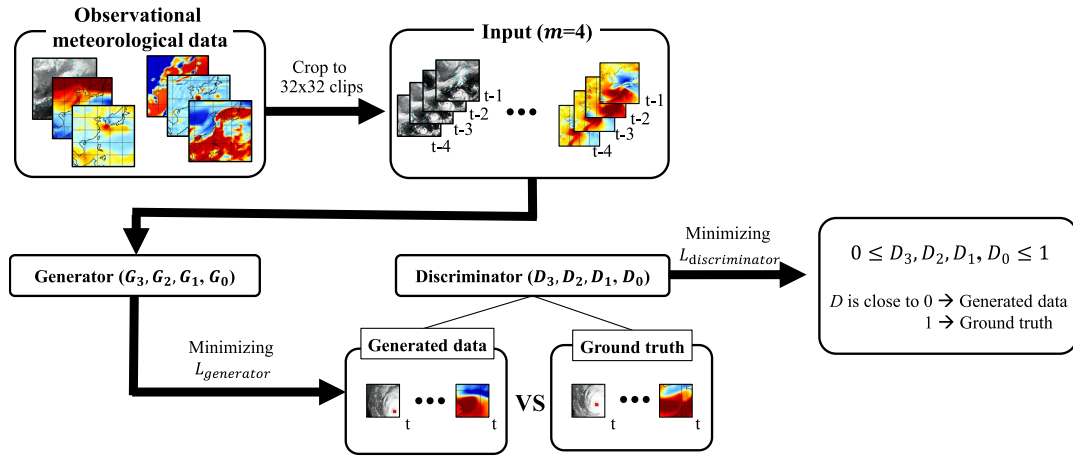 Observational
meteorological data
Crop to
32x32 clips
Input (m=4)
t-1
t-2
t-3
t-4
t-1
t-2
t-3
t-4
Generator (G₃, G₂, G₁, G₀)
Discriminator (D₃, D₂, D₁, D₀)
Minimizing
L_discriminator
0 ≤ D₃, D₂, D₁, D₀ ≤ 1
D is close to 0 → Generated data
1 → Ground truth
Minimizing
L_generator
Generated data
t
t
VS
Ground truth
t
t